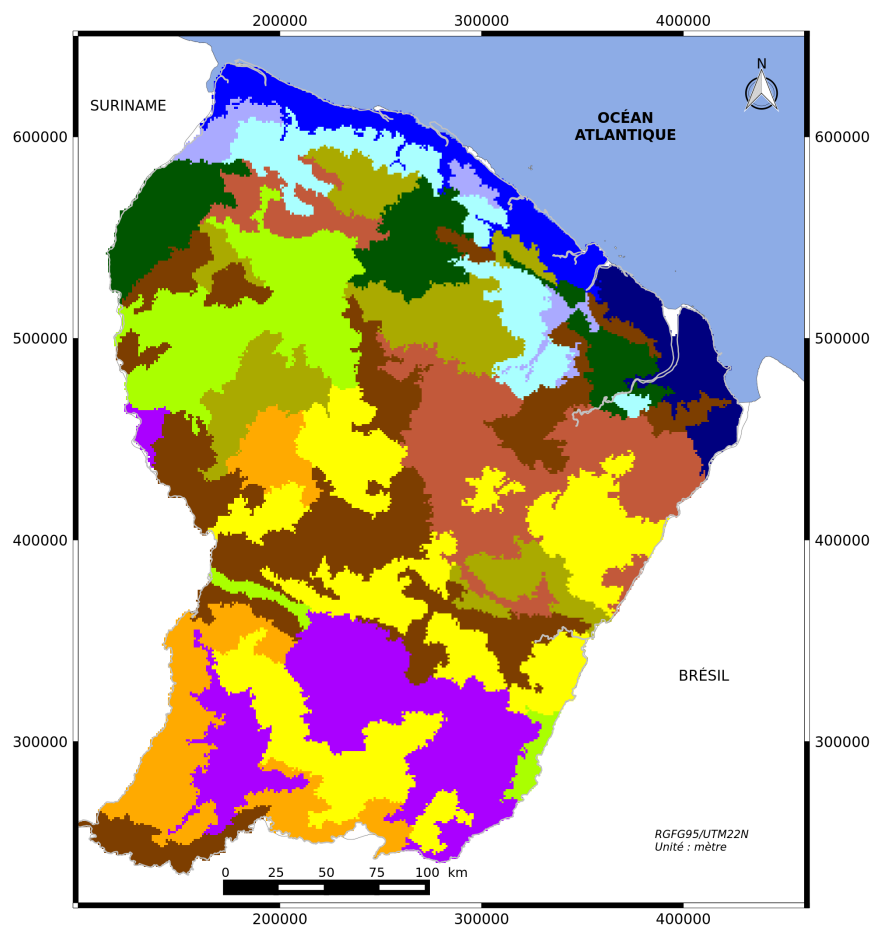 200000 300000 400000
N
SURINAME
OCÉAN
ATLANTIQUE
600000 600000
500000 500000
400000 400000
BRÉSIL
300000 300000
RGFG95/UTM22N
Unité : mètre
0 25 50 75 100 km
200000 300000 400000